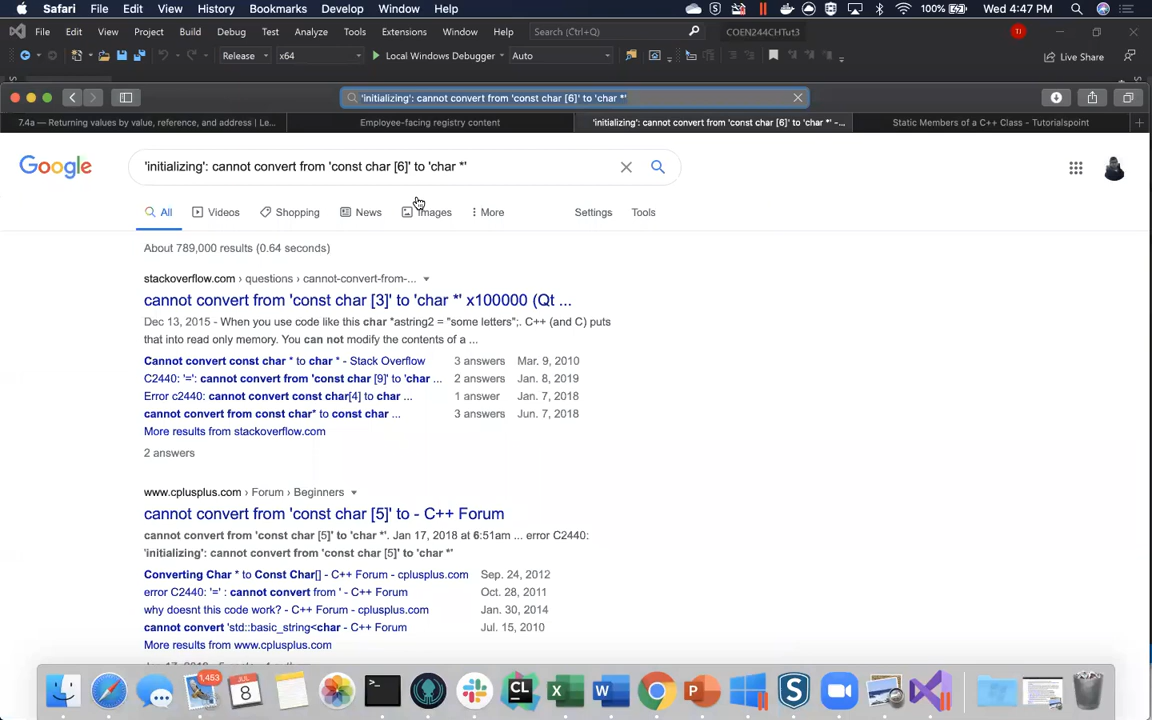 Safari File Edit View History Bookmarks Develop Window Help 100% Wed 4:47 PM
File Edit View Project Build Debug Test Analyze Tools Extensions Window Help Search (Ctrl+Q) COEN244CHTut3 TI
Release x64 Local Windows Debugger Auto Live Share
'initializing': cannot convert from 'const char [6]' to 'char *'
7.4a — Returning values by value, reference, and address | Le... Employee-facing registry content 'initializing': cannot convert from 'const char [6]' to 'char *' -... Static Members of a C++ Class - Tutorialspoint
Google 'initializing': cannot convert from 'const char [6]' to 'char *'
All Videos Shopping News Images More Settings Tools
About 789,000 results (0.64 seconds)
stackoverflow.com › questions › cannot-convert-from-...
cannot convert from 'const char [3]' to 'char *' x100000 (Qt ...
Dec 13, 2015 - When you use code like this char *astring2 = "some letters";. C++ (and C) puts
that into read only memory. You can not modify the contents of a ...
Cannot convert const char * to char * - Stack Overflow 3 answers Mar. 9, 2010
C2440: '=': cannot convert from 'const char [9]' to 'char ... 2 answers Jan. 8, 2019
Error c2440: cannot convert const char[4] to char ... 1 answer Jan. 7, 2018
cannot convert from const char* to const char ... 3 answers Jun. 7, 2018
More results from stackoverflow.com
2 answers
www.cplusplus.com › Forum › Beginners
cannot convert from 'const char [5]' to - C++ Forum
cannot convert from 'const char [5]' to 'char *'. Jan 17, 2018 at 6:51am ... error C2440:
'initializing': cannot convert from 'const char [5]' to 'char *'
Converting Char * to Const Char[] - C++ Forum - cplusplus.com Sep. 24, 2012
error C2440: '=' : cannot convert from ' - C++ Forum Oct. 28, 2011
why doesnt this code work? - C++ Forum - cplusplus.com Jan. 30, 2014
cannot convert 'std::basic_string<char - C++ Forum Jul. 15, 2010
More results from www.cplusplus.com
1,453
JUL
8
CL